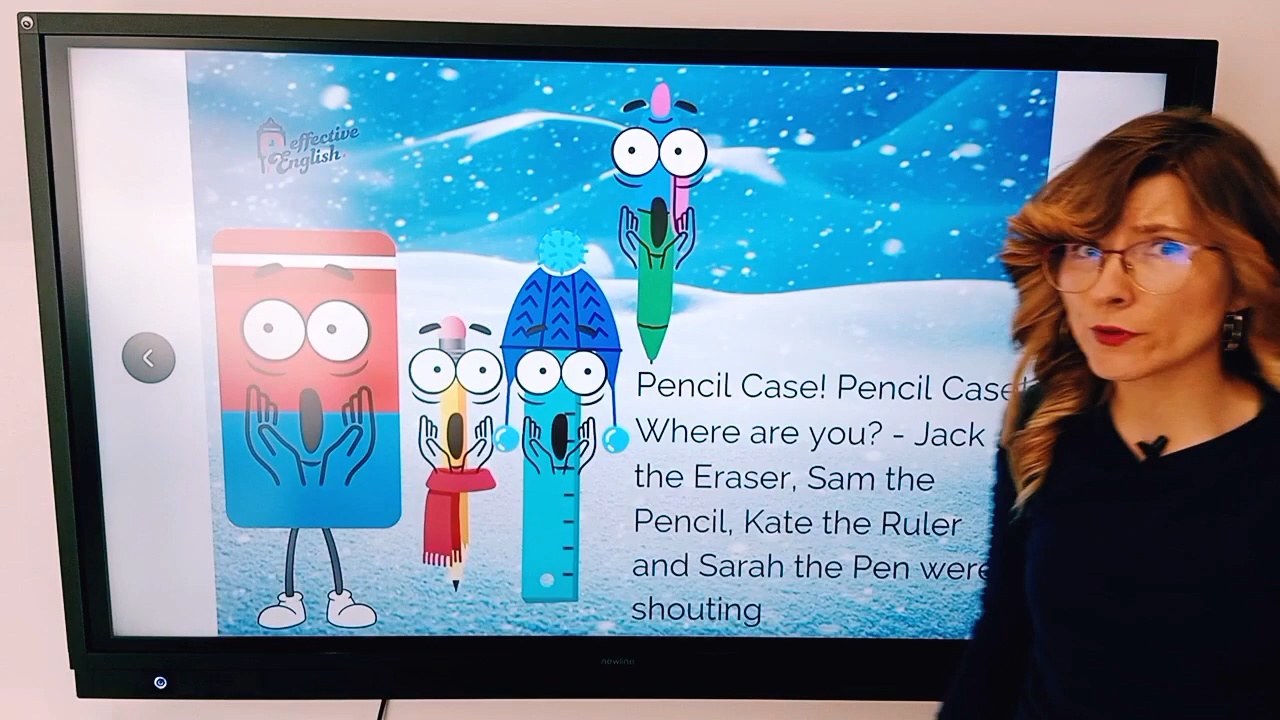 effective
English
Pencil Case! Pencil Case!
Where are you? - Jack
the Eraser, Sam the
Pencil, Kate the Ruler
and Sarah the Pen were
shouting
newline